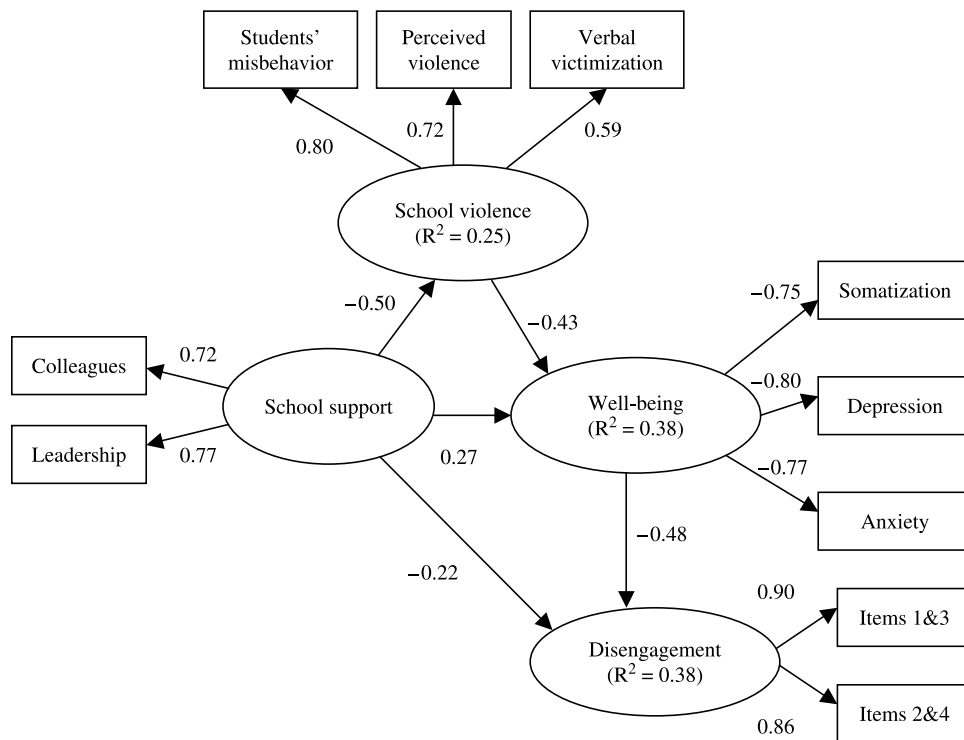 Students’
misbehavior
Perceived
violence
Verbal
victimization
0.80
0.72
0.59
School violence
(R² = 0.25)
−0.50
−0.43
−0.75
Somatization
Colleagues
0.72
School support
Well-being
(R² = 0.38)
−0.80
Depression
Leadership
0.77
0.27
−0.77
Anxiety
−0.48
−0.22
0.90
Items 1&3
Disengagement
(R² = 0.38)
0.86
Items 2&4